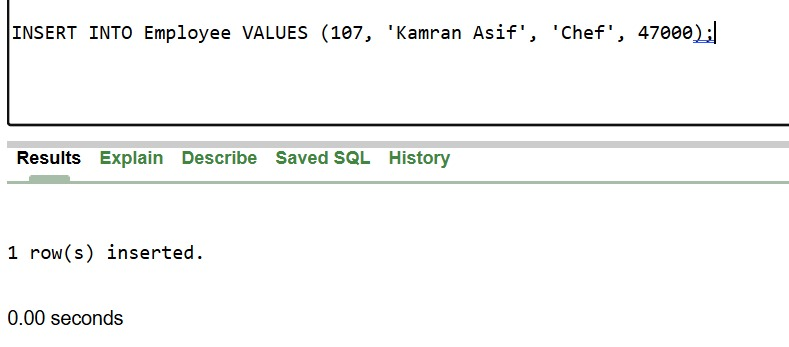 INSERT INTO Employee VALUES (107, 'Kamran Asif', 'Chef', 47000);
Results Explain Describe Saved SQL History
1 row(s) inserted.
0.00 seconds